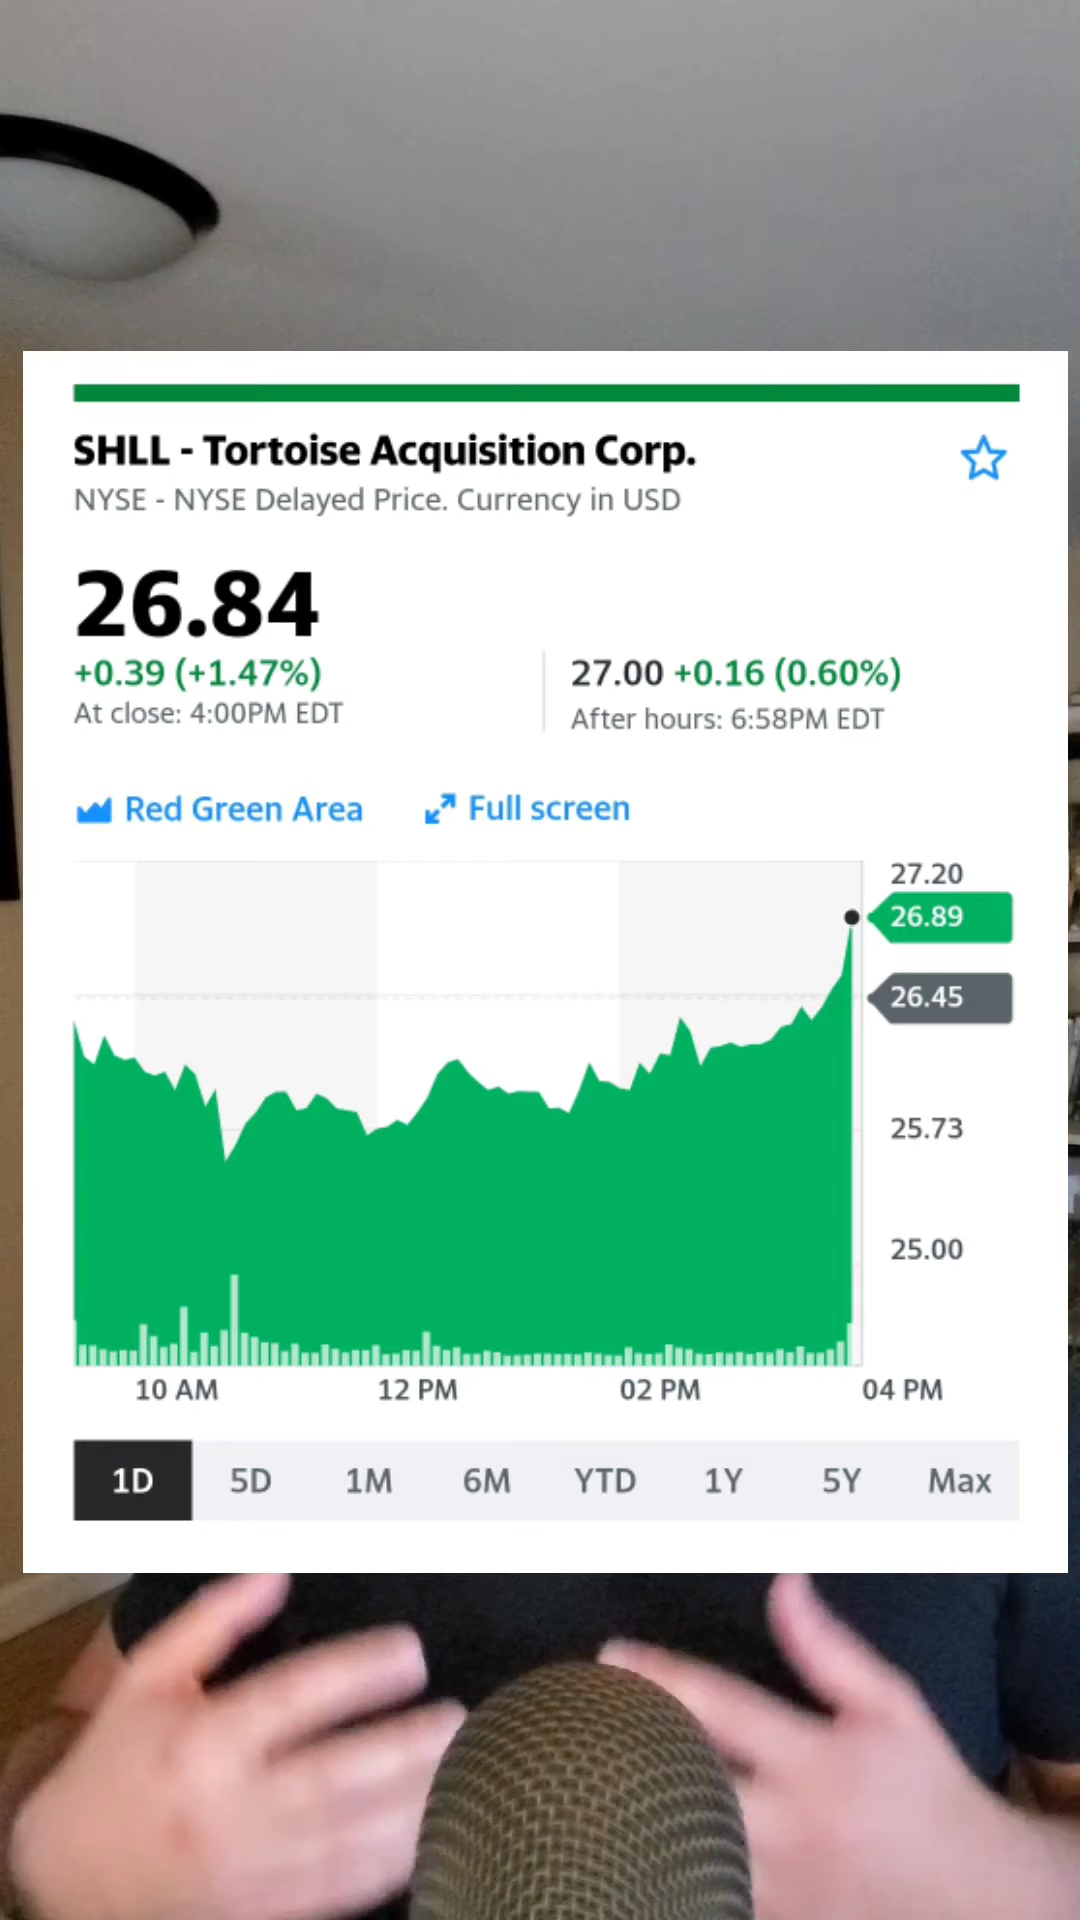 SHLL - Tortoise Acquisition Corp.
NYSE - NYSE Delayed Price. Currency in USD
26.84
+0.39 (+1.47%)
At close: 4:00PM EDT
27.00 +0.16 (0.60%)
After hours: 6:58PM EDT
Red Green Area
Full screen
27.20
26.89
26.45
25.73
25.00
10 AM 12 PM 02 PM 04 PM
1D 5D 1M 6M YTD 1Y 5Y Max